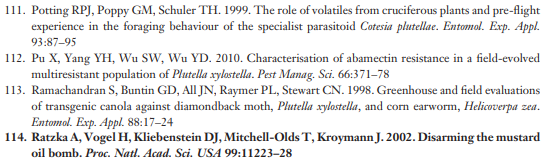 111. Potting RPJ, Poppy GM, Schuler TH. 1999. The role of volatiles from cruciferous plants and pre-flight
experience in the foraging behaviour of the specialist parasitoid Cotesia plutellae. Entomol. Exp. Appl.
93:87–95
112. Pu X, Yang YH, Wu SW, Wu YD. 2010. Characterisation of abamectin resistance in a field-evolved
multiresistant population of Plutella xylostella. Pest Manag. Sci. 66:371–78
113. Ramachandran S, Buntin GD, All JN, Raymer PL, Stewart CN. 1998. Greenhouse and field evaluations
of transgenic canola against diamondback moth, Plutella xylostella, and corn earworm, Helicoverpa zea.
Entomol. Exp. Appl. 88:17–24
114. Ratzka A, Vogel H, Kliebenstein DJ, Mitchell-Olds T, Kroymann J. 2002. Disarming the mustard
oil bomb. Proc. Natl. Acad. Sci. USA 99:11223–28